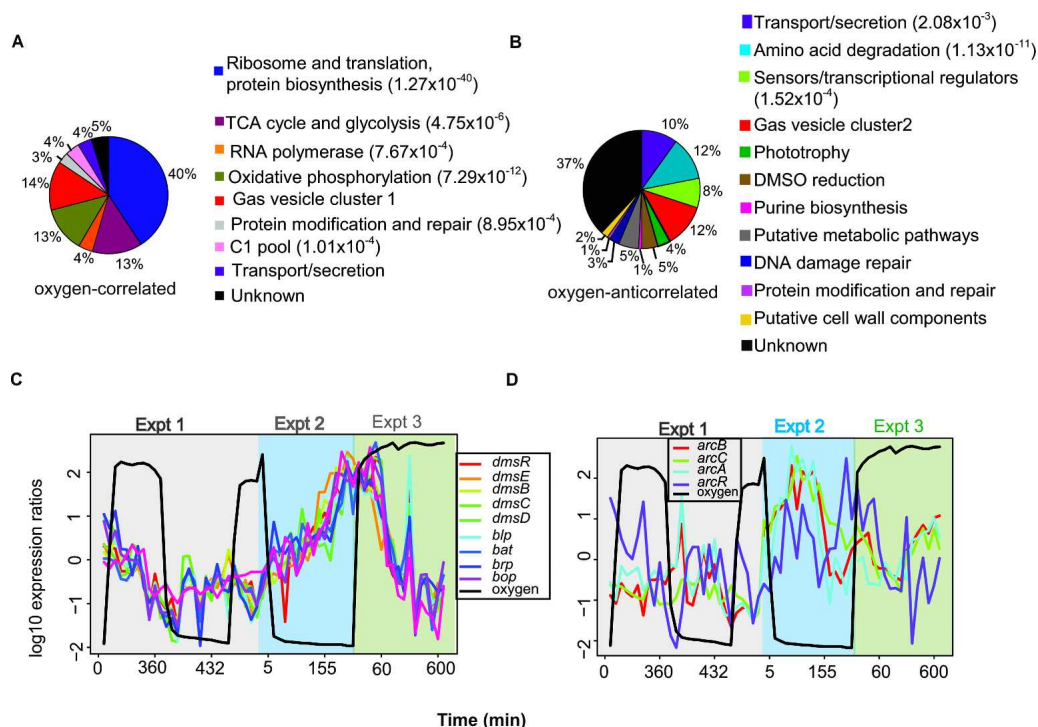 A
Ribosome and translation,
protein biosynthesis (1.27x10⁻⁴⁰)
TCA cycle and glycolysis (4.75x10⁻⁶)
RNA polymerase (7.67x10⁻⁴)
Oxidative phosphorylation (7.29x10⁻¹²)
Gas vesicle cluster 1
Protein modification and repair (8.95x10⁻⁴)
C1 pool (1.01x10⁻⁴)
Transport/secretion
Unknown
40%
13%
4%
13%
14%
3%
4%
4%
5%
oxygen-correlated
B
Transport/secretion (2.08x10⁻³)
Amino acid degradation (1.13x10⁻¹¹)
Sensors/transcriptional regulators
(1.52x10⁻⁴)
Gas vesicle cluster2
Phototrophy
DMSO reduction
Purine biosynthesis
Putative metabolic pathways
DNA damage repair
Protein modification and repair
Putative cell wall components
Unknown
10%
12%
8%
12%
4%
5%
1%
5%
3%
1%
2%
37%
oxygen-anticorrelated
C
Expt 1
Expt 2
Expt 3
log10 expression ratios
2
1
0
-1
-2
0
360
432
5
155
60
600
dmsR
dmsE
dmsB
dmsC
dmsD
blp
bat
brp
bop
oxygen
D
Expt 1
Expt 2
Expt 3
arcB
arcC
arcA
arcR
oxygen
2
1
0
-1
-2
0
360
432
5
155
60
600
Time (min)